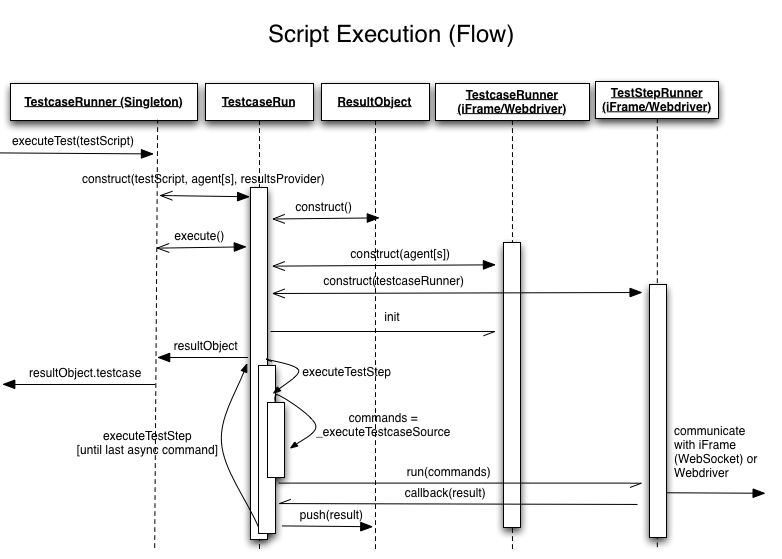 Script Execution (Flow)
TestcaseRunner (Singleton)
TestcaseRun
ResultObject
TestcaseRunner
(iFrame/Webdriver)
TestStepRunner
(iFrame/Webdriver)
executeTest(testScript)
construct(testScript, agent[s], resultsProvider)
construct()
execute()
construct(agent[s])
construct(testcaseRunner)
init
resultObject
resultObject.testcase
executeTestStep
commands =
_executeTestcaseSource
executeTestStep
[until last async command]
communicate
with iFrame
(WebSocket) or
Webdriver
run(commands)
callback(result)
push(result)